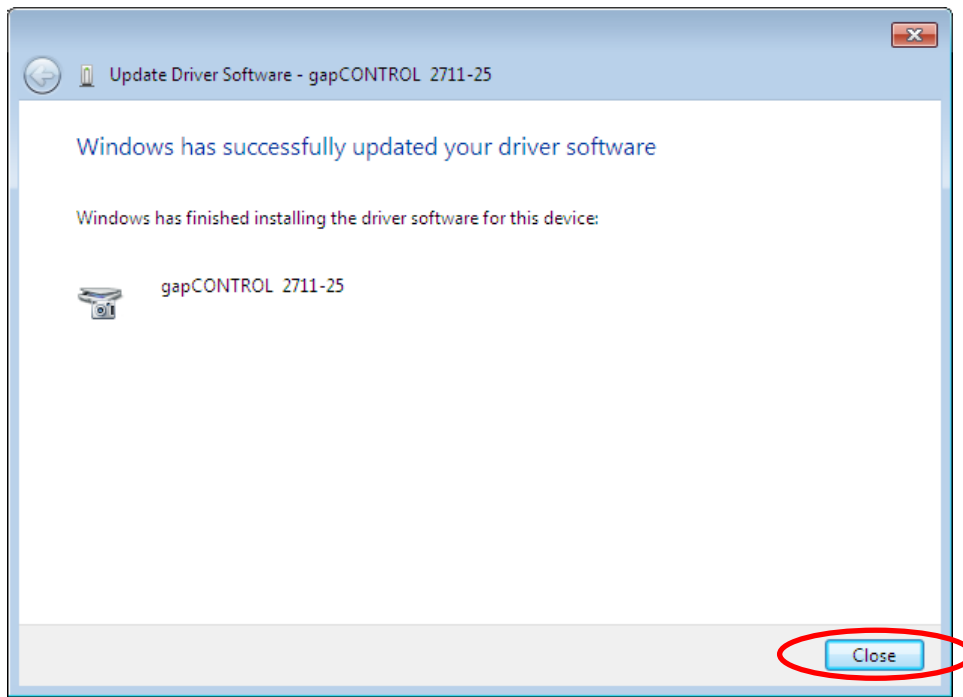 Update Driver Software - gapCONTROL 2711-25
Windows has successfully updated your driver software
Windows has finished installing the driver software for this device:
gapCONTROL 2711-25
Close